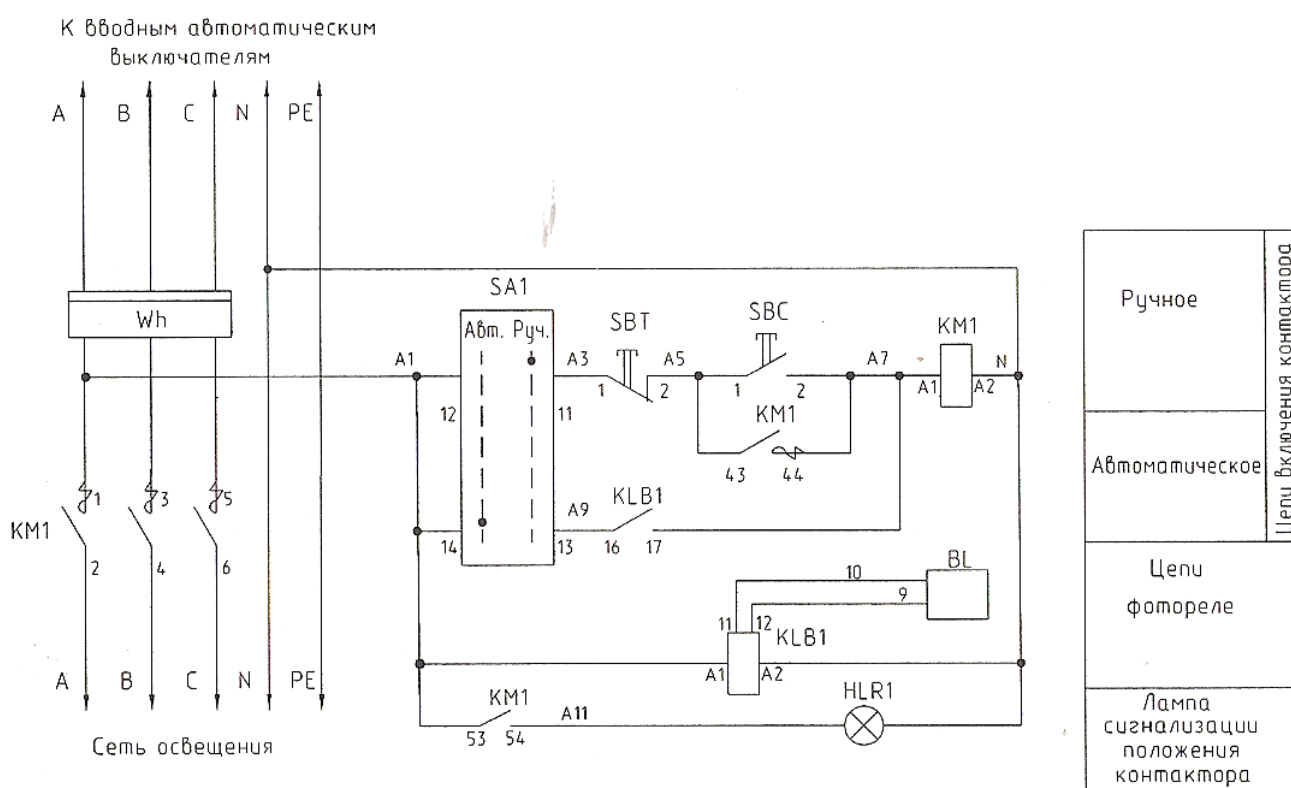 К вводным автоматическим
выключателям
A B C N PE
Wh
SA1
Авт. Руч.
A1
12
11
14
13
A3
SBT
1 2
A5
SBC
1 2
A7
KM1
A1 A2
N
KM1
43 44
A9
KLB1
16 17
KM1
1 3 5
2 4 6
BL
10
9
11 12
KLB1
A1 A2
KM1
53 54
A11
HLR1
A B C N PE
Сеть освещения
Ручное
Автоматическое
Цепи включения контактора
Цепи
фотореле
Лампа
сигнализации
положения
контактора